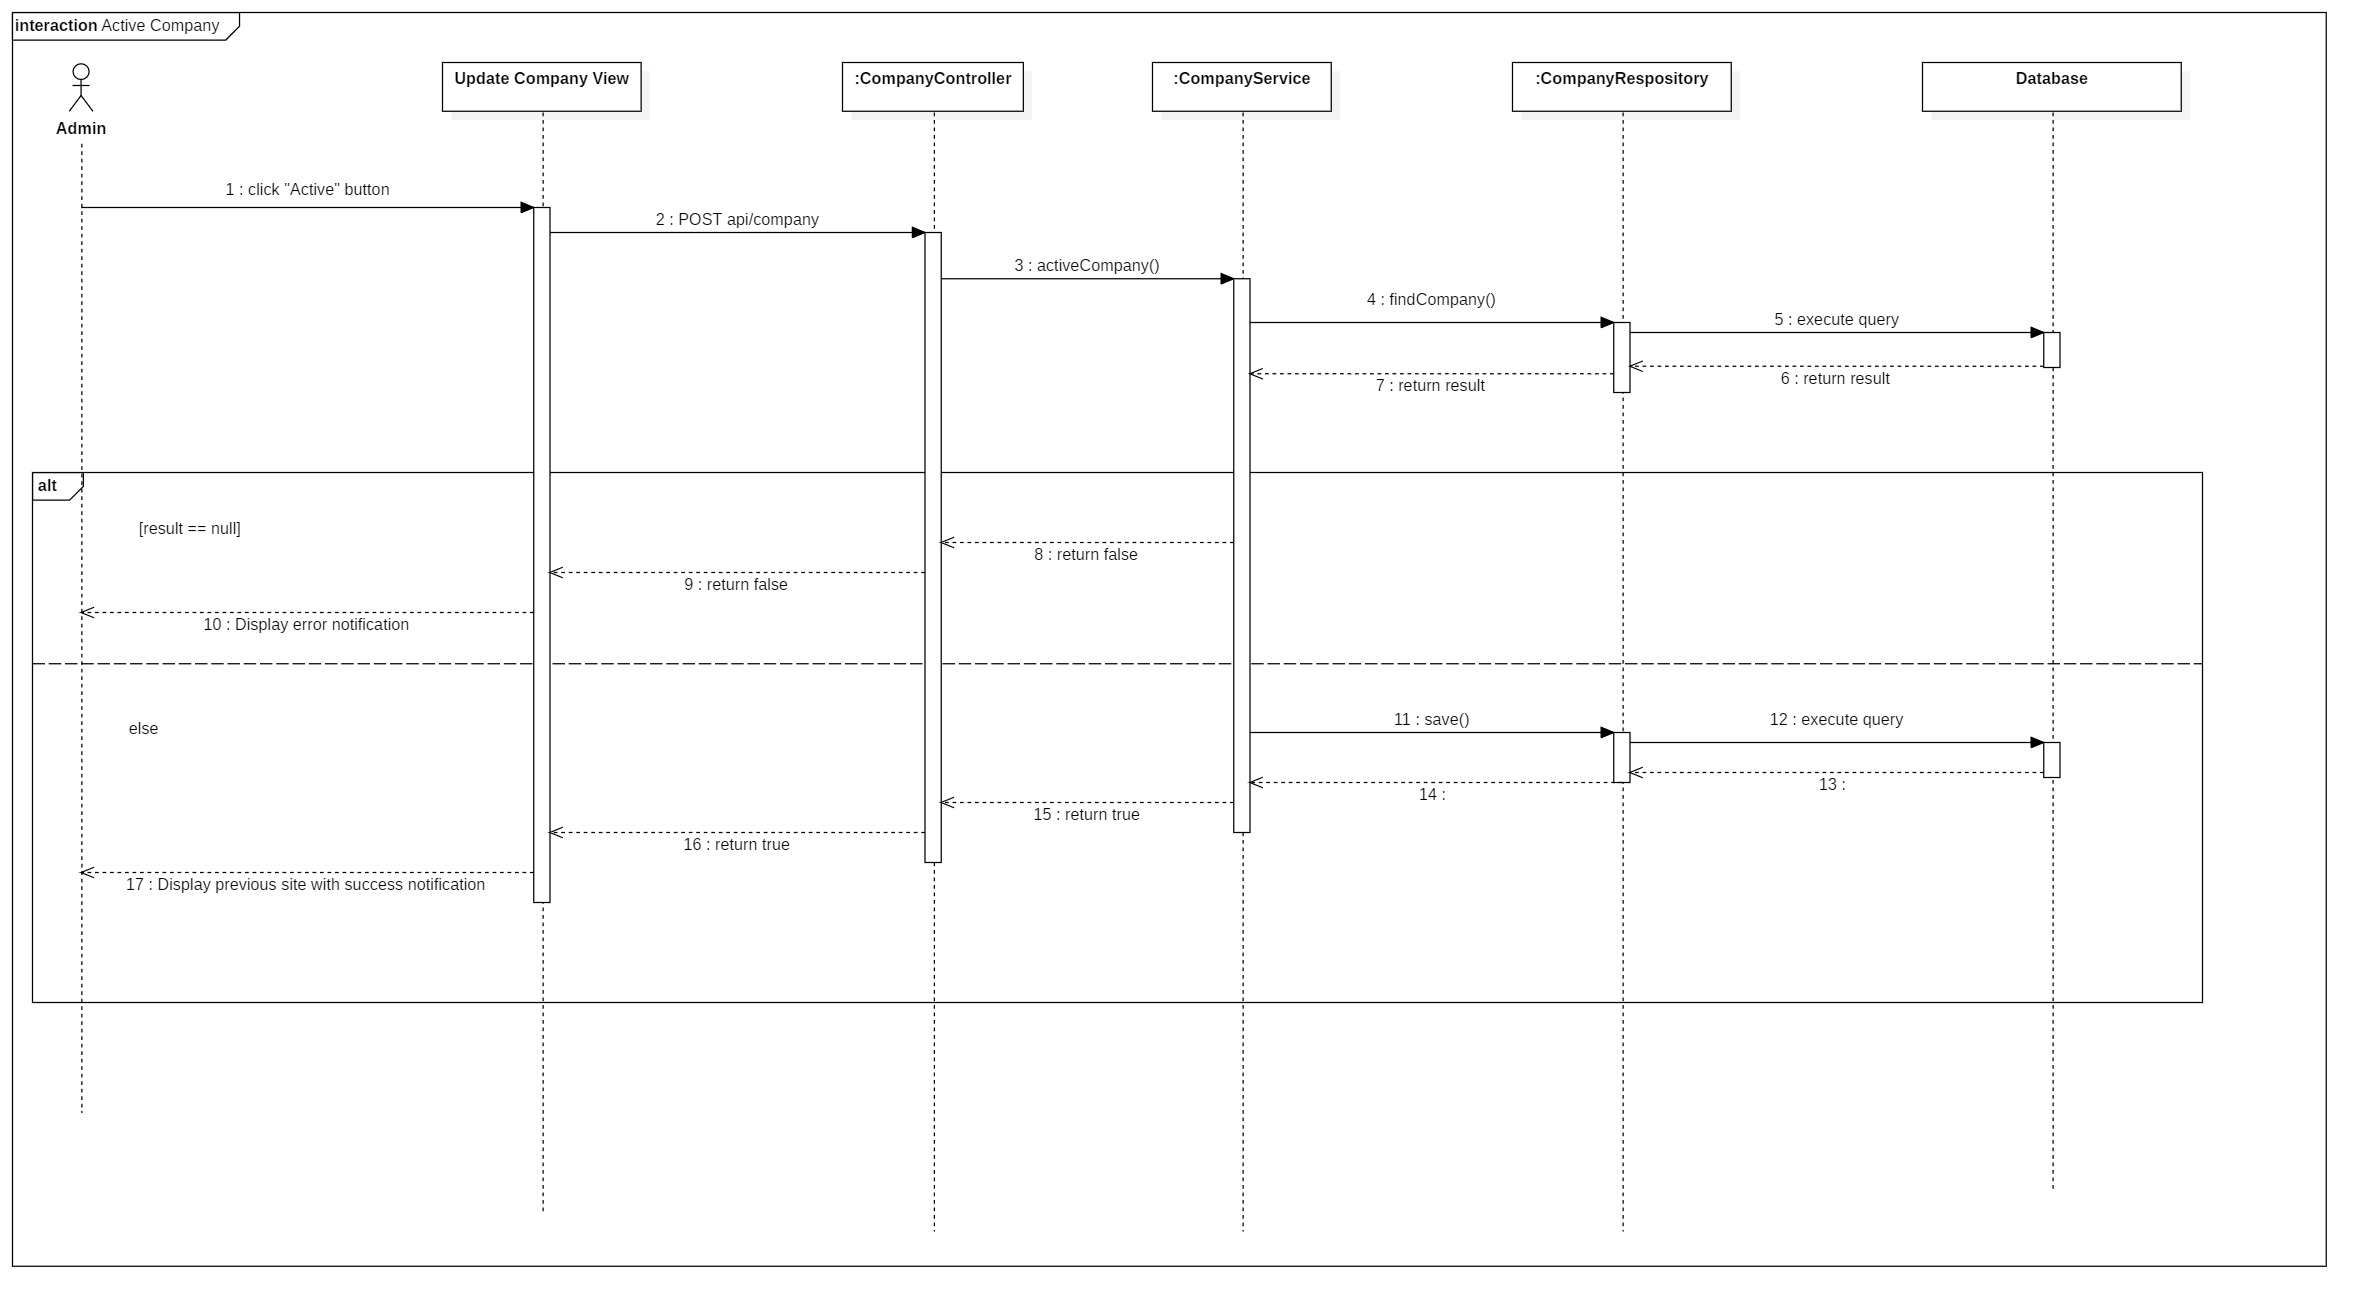 interaction Active Company
Admin
Update Company View
:CompanyController
:CompanyService
:CompanyRespository
Database
1 : click "Active" button
2 : POST api/company
3 : activeCompany()
4 : findCompany()
5 : execute query
6 : return result
7 : return result
alt
[result == null]
8 : return false
9 : return false
10 : Display error notification
else
11 : save()
12 : execute query
13 :
14 :
15 : return true
16 : return true
17 : Display previous site with success notification